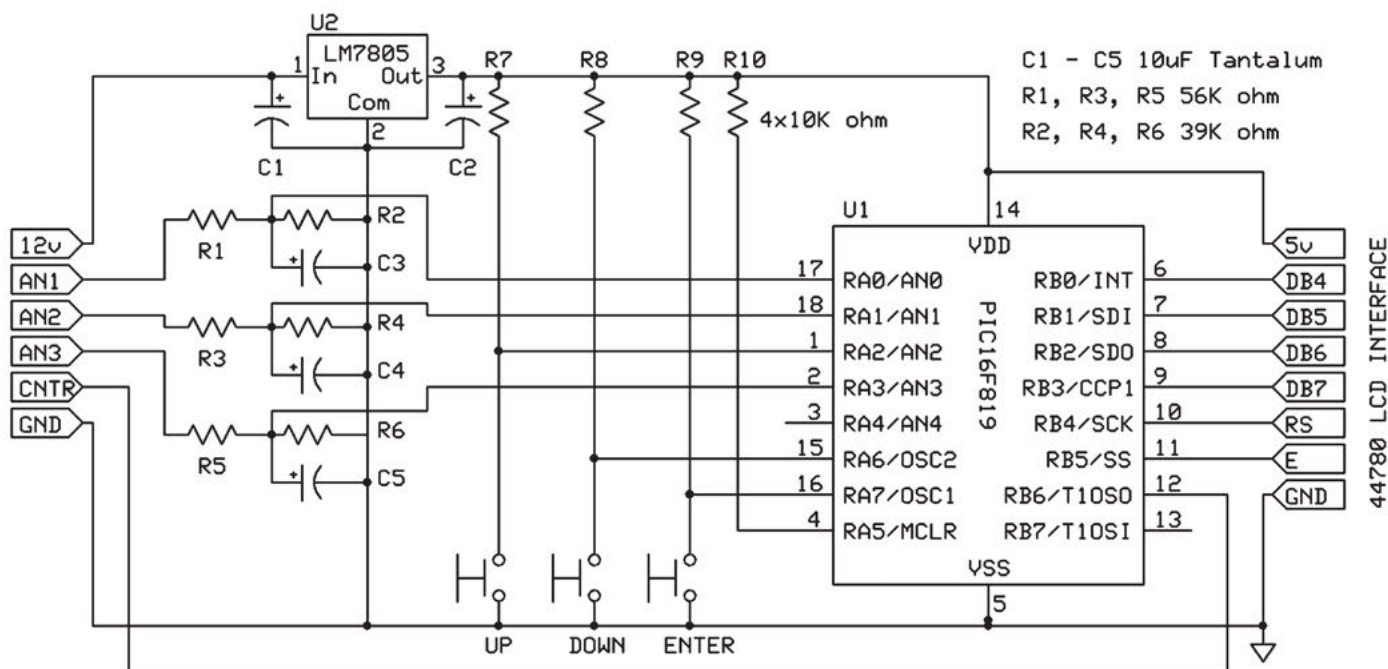 U2
LM7805
1
In
Out
3
Com
2
C1
C2
R7
R8
R9
R10
4x10K ohm
C1 - C5 10uF Tantalum
R1, R3, R5 56K ohm
R2, R4, R6 39K ohm
12v
AN1
AN2
AN3
CNTR
GND
R1
R2
C3
R3
R4
C4
R5
R6
C5
U1
14
VDD
PIC16F819
17 RA0/AN0
18 RA1/AN1
1 RA2/AN2
2 RA3/AN3
3 RA4/AN4
15 RA6/OSC2
16 RA7/OSC1
4 RA5/MCLR
RB0/INT 6
RB1/SDI 7
RB2/SDO 8
RB3/CCP1 9
RB4/SCK 10
RB5/SS 11
RB6/T1OSO 12
RB7/T1OSI 13
VSS
5
5v
DB4
DB5
DB6
DB7
RS
E
GND
44780 LCD INTERFACE
UP
DOWN
ENTER